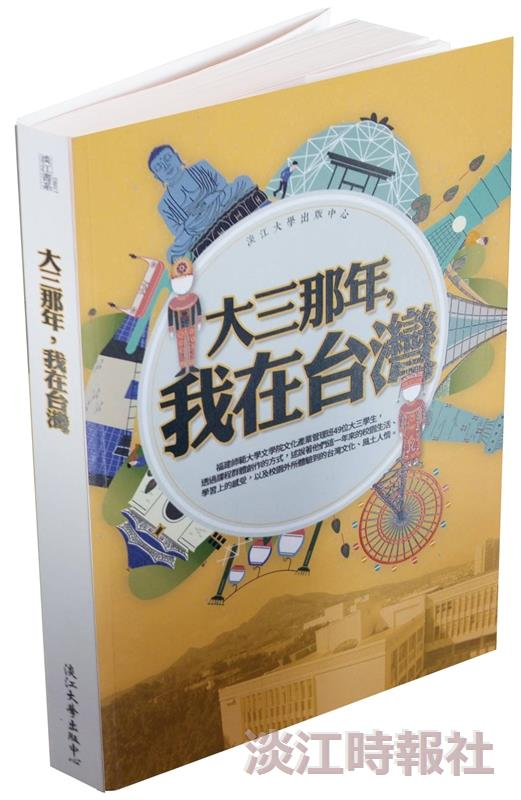 淡江書系
大三那年，我在台灣
淡江大學出版中心
淡江大學出版中心
大三那年，
我在台灣
福建師範大學文學院文化產業管理班49位大三學生，
透過課程群體創作的方式，述說著他們這一年來的校園生活、
學習上的感受，以及校園外所體驗到的台灣文化、風土人情。
淡江時報社